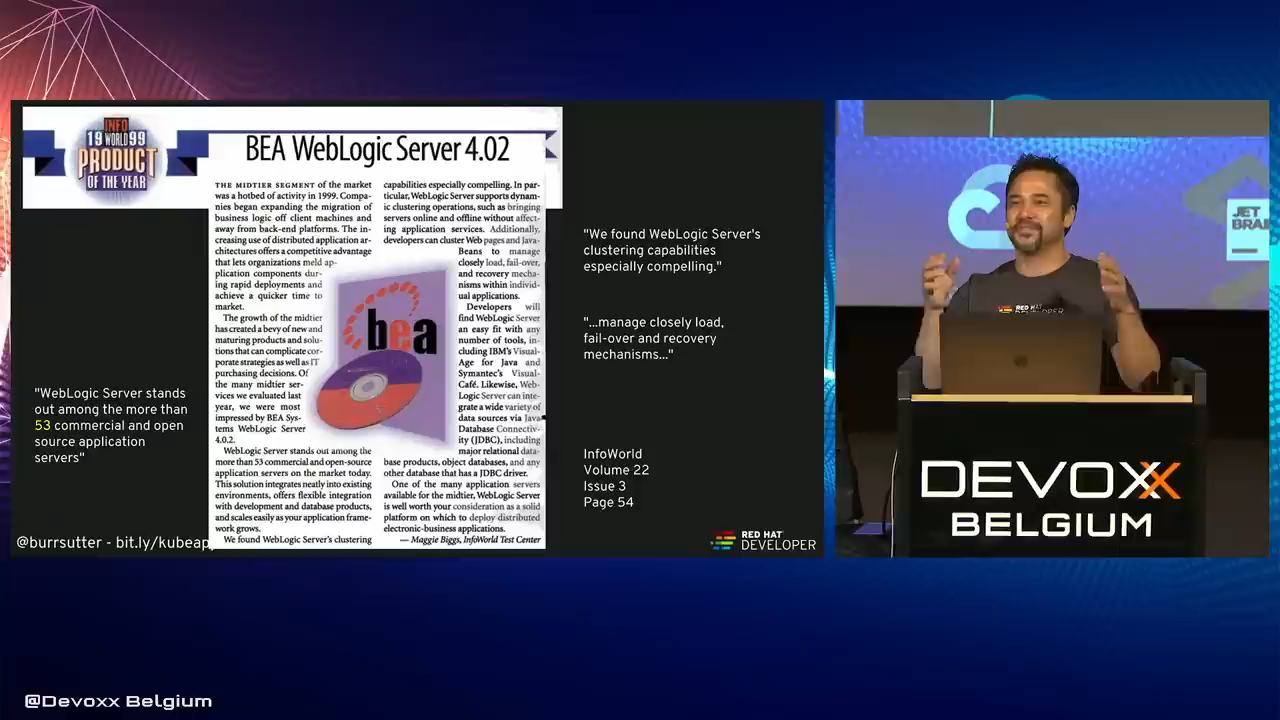 INFO
19 WORLD 99
PRODUCT
OF THE YEAR
BEA WebLogic Server 4.02
THE MIDTIER SEGMENT of the market
was a hotbed of activity in 1999. Compa-
nies began expanding the migration of
business logic off client machines and
away from back-end platforms. The in-
creasing use of distributed application ar-
chitectures offers a competitive advantage
that lets organizations meld ap-
plication components dur-
ing rapid deployments and
achieve a quicker time to
market.
The growth of the midtier
has created a bevy of new and
maturing products and solu-
tions that can complicate cor-
porate strategies as well as IT
purchasing decisions. Of
the many midtier ser-
vices we evaluated last
year, we were most
impressed by BEA Sys-
tems WebLogic Server
4.0.2.
WebLogic Server stands out among the
more than 53 commercial and open-source
application servers on the market today.
This solution integrates neatly into existing
environments, offers flexible integration
with development and database products,
and scales easily as your application frame-
work grows.
We found WebLogic Server's clustering
capabilities especially compelling. In par-
ticular, WebLogic Server supports dynam-
ic clustering operations, such as bringing
servers online and offline without affect-
ing application services. Additionally,
developers can cluster Web pages and Java-
Beans to manage
closely load, fail-over,
and recovery mecha-
nisms within individ-
ual applications.
Developers will
find WebLogic Server
an easy fit with any
number of tools, in-
cluding IBM's Visual-
Age for Java and
Symantec's Visual-
Café. Likewise, Web-
Logic Server can inte-
grate a wide variety of
data sources via Java
Database Connectiv-
ity (JDBC), including
major relational data-
base products, object databases, and any
other database that has a JDBC driver.
One of the many application servers
available for the midtier, WebLogic Server
is well worth your consideration as a solid
platform on which to deploy distributed
electronic-business applications.
— Maggie Biggs, InfoWorld Test Center
bea
"WebLogic Server stands
out among the more than
53 commercial and open
source application
servers"
"We found WebLogic Server's
clustering capabilities
especially compelling."
"...manage closely load,
fail-over and recovery
mechanisms..."
InfoWorld
Volume 22
Issue 3
Page 54
@burrsutter - bit.ly/kubeap
RED HAT
DEVELOPER
JET
BRAI
RED HAT
DEVELOPER
DEVOXX
BELGIUM
@Devoxx Belgium